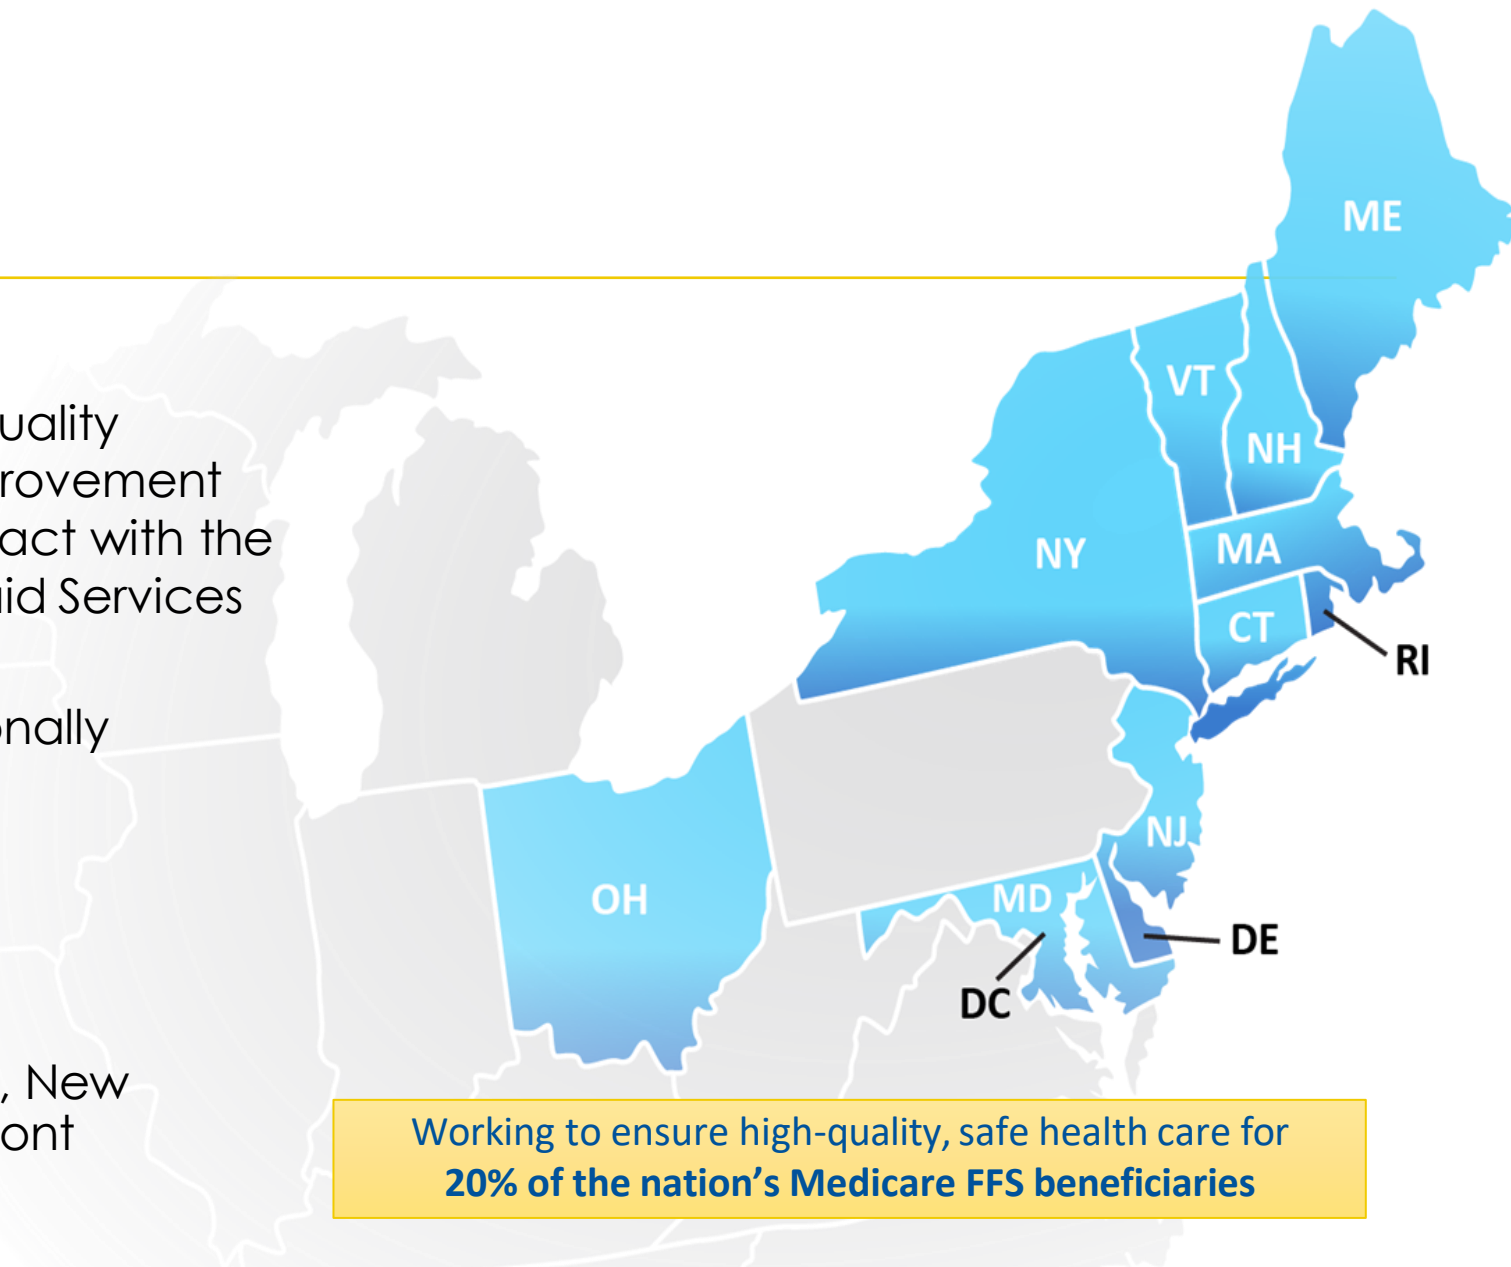 uality
rovement
act with the
id Services
onally
, New
ont
ME
VT
NH
NY
MA
CT
RI
NJ
OH
MD
DE
DC
Working to ensure high-quality, safe health care for
20% of the nation’s Medicare FFS beneficiaries